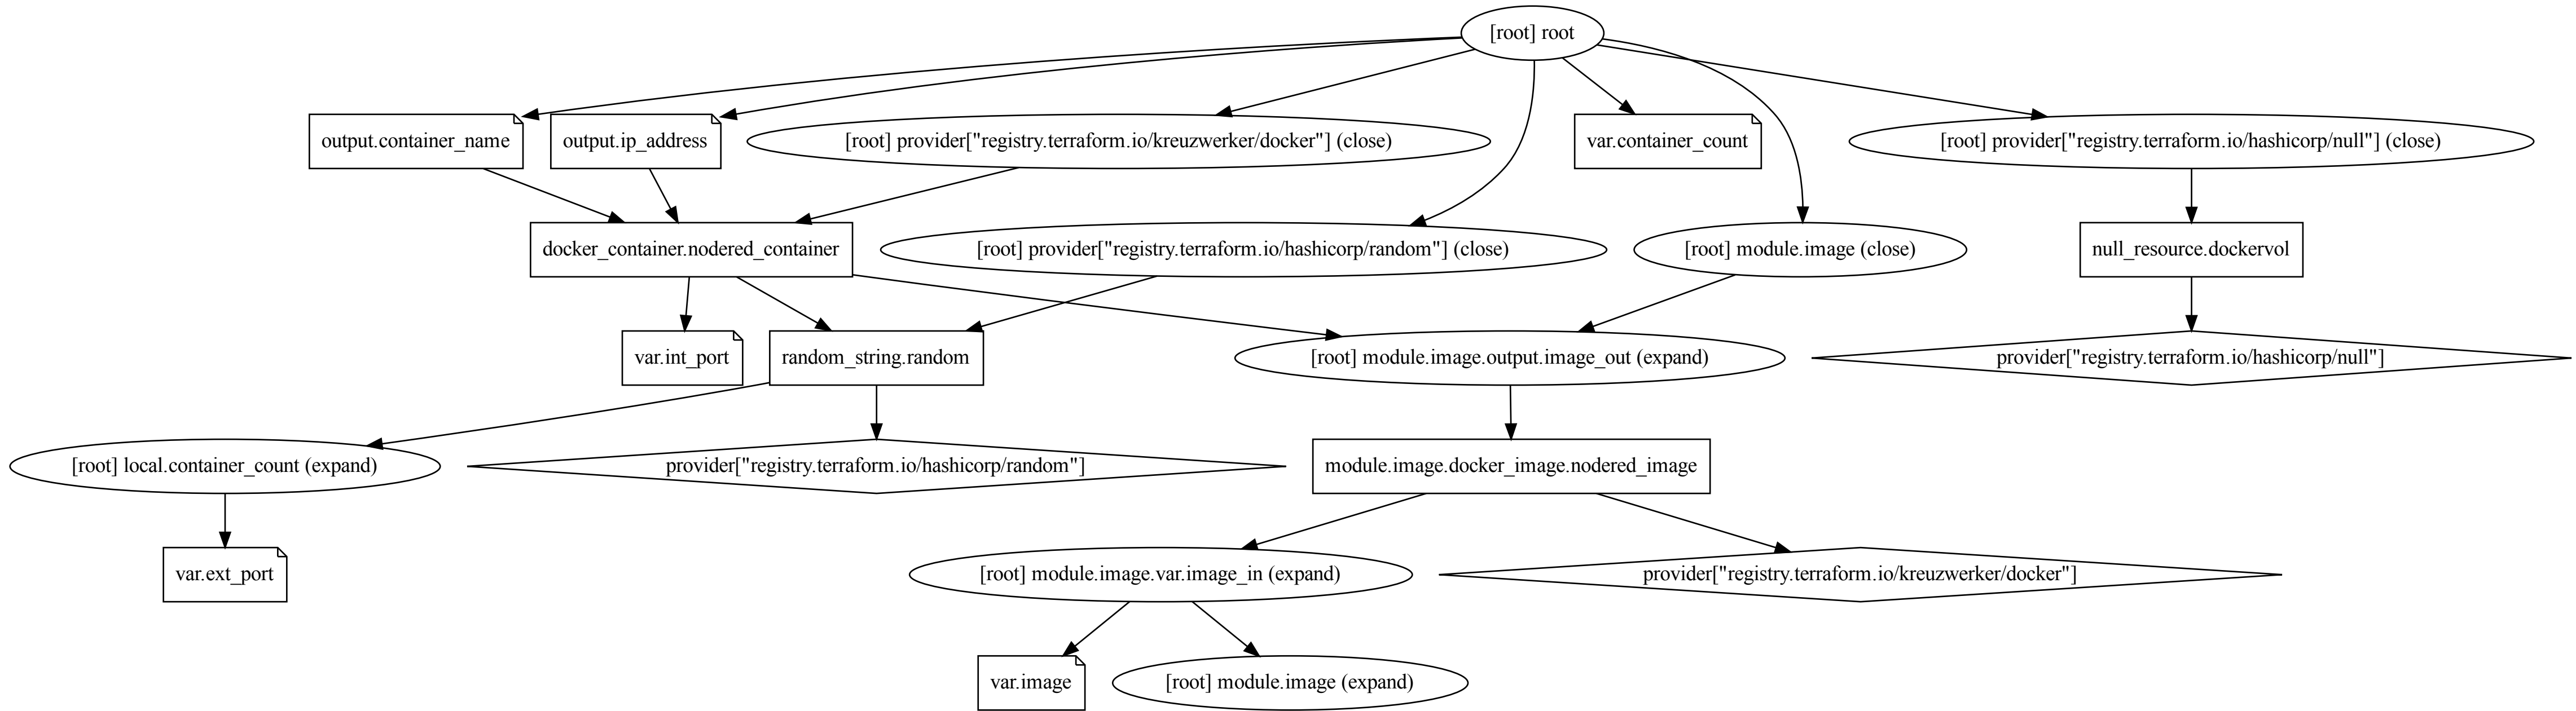 [root] root
output.container_name
output.ip_address
[root] provider["registry.terraform.io/kreuzwerker/docker"] (close)
var.container_count
[root] provider["registry.terraform.io/hashicorp/null"] (close)
docker_container.nodered_container
[root] provider["registry.terraform.io/hashicorp/random"] (close)
[root] module.image (close)
null_resource.dockervol
var.int_port
random_string.random
[root] module.image.output.image_out (expand)
provider["registry.terraform.io/hashicorp/null"]
[root] local.container_count (expand)
provider["registry.terraform.io/hashicorp/random"]
module.image.docker_image.nodered_image
var.ext_port
[root] module.image.var.image_in (expand)
provider["registry.terraform.io/kreuzwerker/docker"]
var.image
[root] module.image (expand)